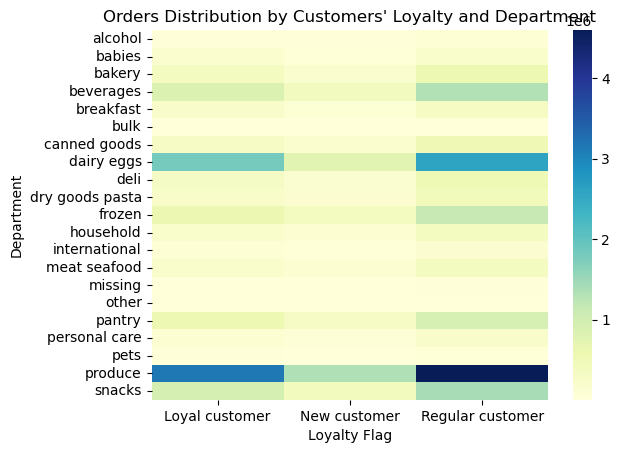 Orders Distribution by Customers' Loyalty and Department
1e6
alcohol
babies
bakery
beverages
breakfast
bulk
canned goods
dairy eggs
deli
dry goods pasta
frozen
household
international
meat seafood
missing
other
pantry
personal care
pets
produce
snacks
Department
Loyal customer New customer Regular customer
Loyalty Flag
4
3
2
1